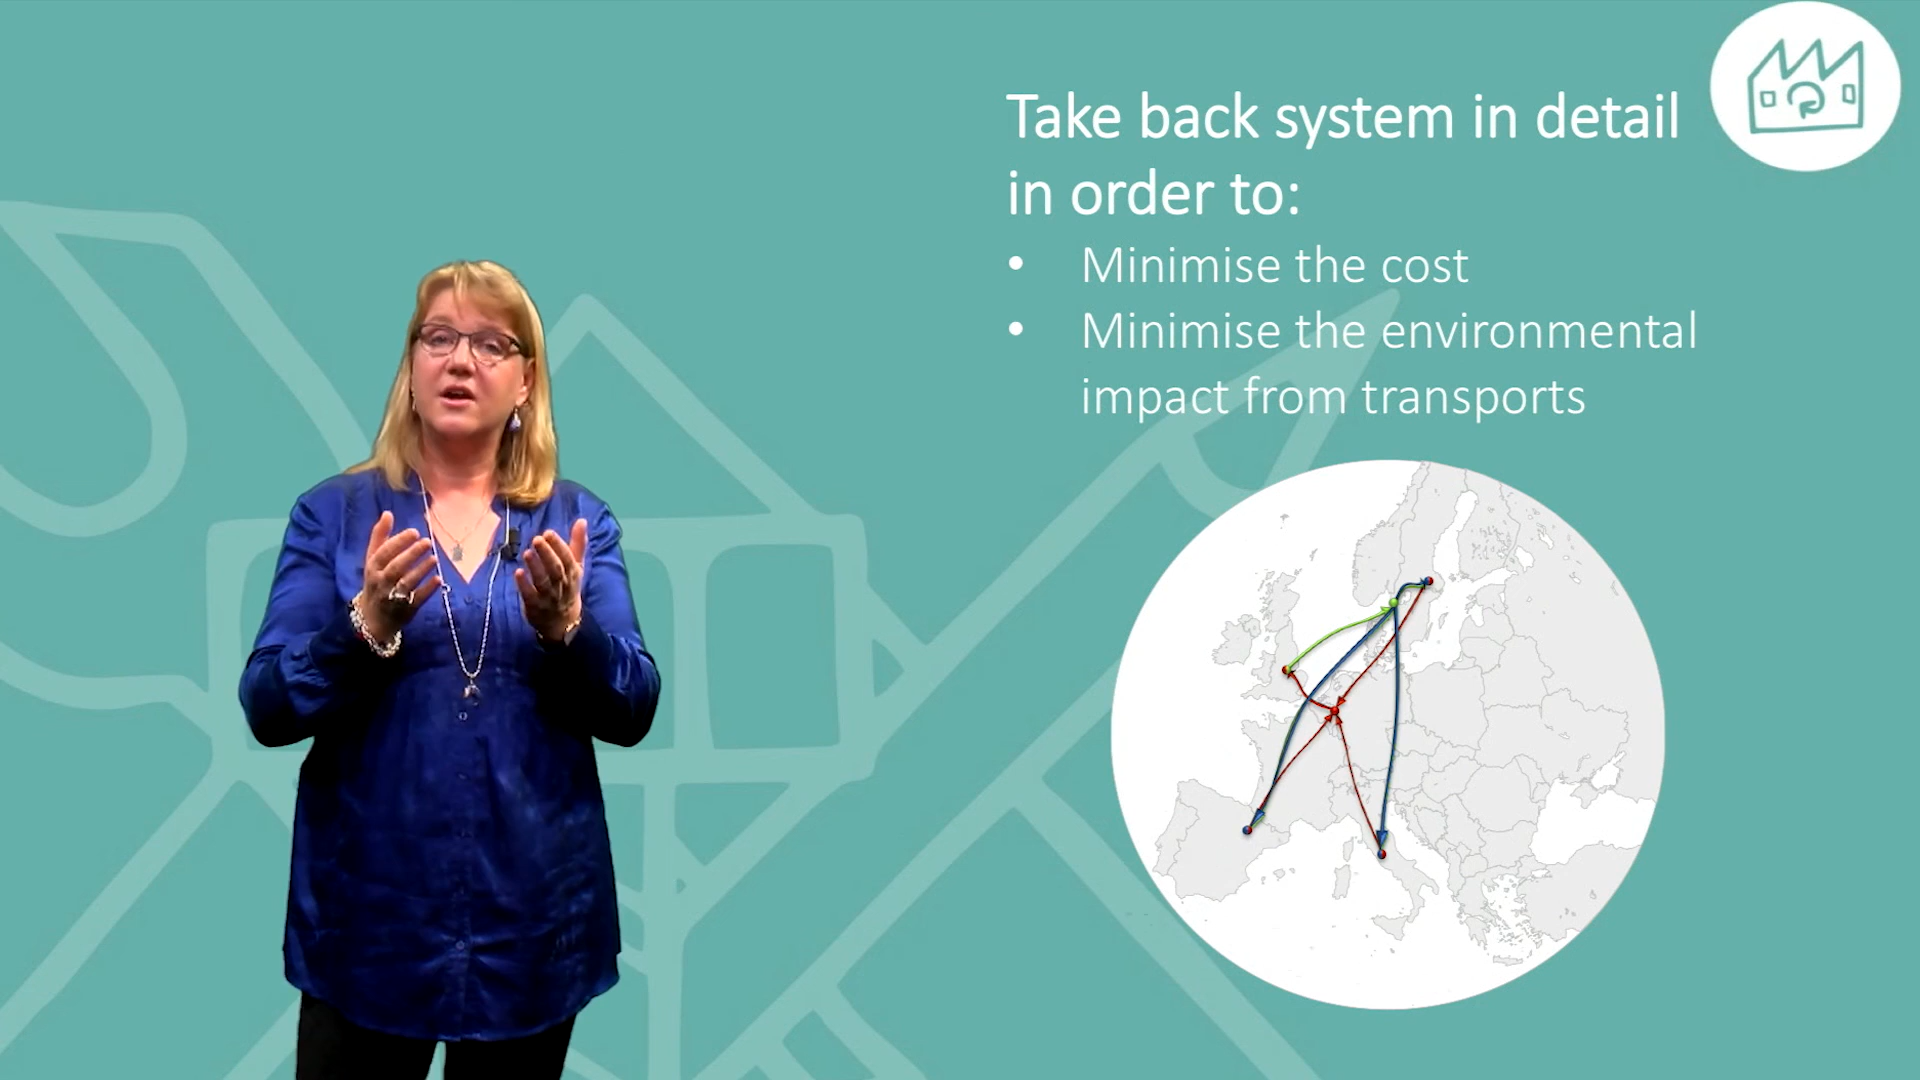 Take back system in detail
in order to:
• Minimise the cost
• Minimise the environmental
impact from transports